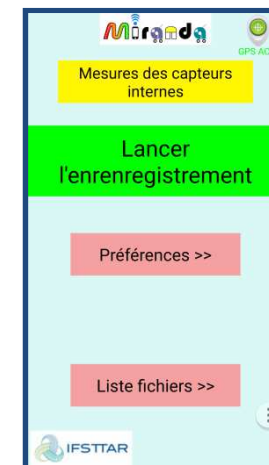 Miranda
GPS AC
Mesures des capteurs
internes
Lancer
l'enrenregistrement
Préférences >>
Liste fichiers >>
IFSTTAR